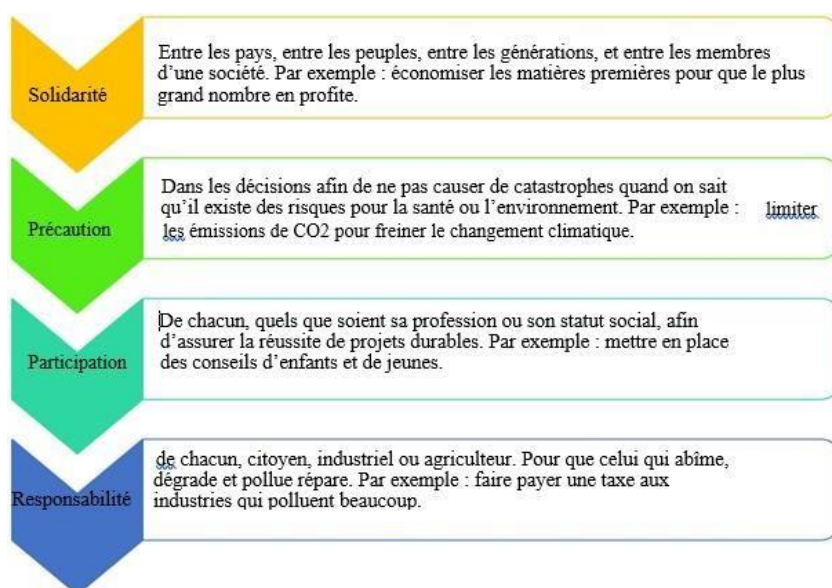 Solidarité
Entre les pays, entre les peuples, entre les générations, et entre les membres
d’une société. Par exemple : économiser les matières premières pour que le plus
grand nombre en profite.
Précaution
Dans les décisions afin de ne pas causer de catastrophes quand on sait
qu’il existe des risques pour la santé ou l’environnement. Par exemple : limiter
les émissions de CO2 pour freiner le changement climatique.
Participation
De chacun, quels que soient sa profession ou son statut social, afin
d’assurer la réussite de projets durables. Par exemple : mettre en place
des conseils d’enfants et de jeunes.
Responsabilité
de chacun, citoyen, industriel ou agriculteur. Pour que celui qui abîme,
dégrade et pollue répare. Par exemple : faire payer une taxe aux
industries qui polluent beaucoup.